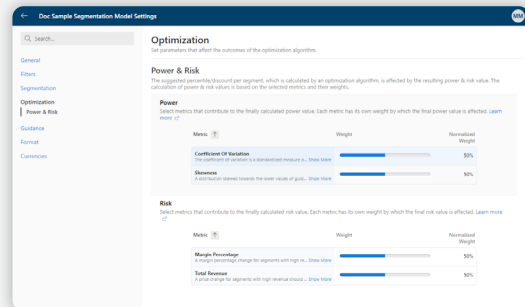 ← Doc Sample Segmentation Model Settings
MM
Search...
General
Filters
Segmentation
Optimization
Power & Risk
Guidance
Format
Currencies
Optimization
Set parameters that affect the outcomes of the optimization algorithm.
Power & Risk
The suggested percentile/discount per segment, which is calculated by an optimization algorithm, is affected by the resulting power & risk value. The
calculation of power & risk values is based on the selected metrics and their weights.
Power
Select metrics that contribute to the finally calculated power value. Each metric has its own weight by which the final power value is affected. Learn
more
Metric ↑ Weight Normalized
Weight
Coefficient Of Variation
The coefficient of variation is a standardized measure o... Show More
50%
Skewness
A distribution skewed towards the lower values of guid... Show More
50%
Risk
Select metrics that contribute to the finally calculated risk value. Each metric has its own weight by which the final risk value is affected. Learn more
Metric ↑ Weight Normalized
Weight
Margin Percentage
A margin percentage change for segments with high re... Show More
50%
Total Revenue
A price change for segments with high revenue should ... Show More
50%